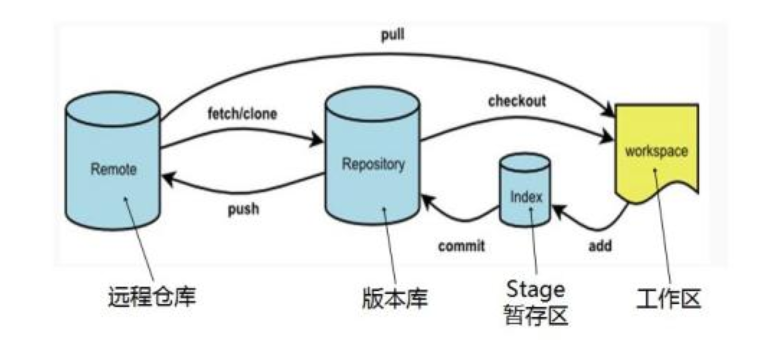 pull
fetch/clone
checkout
Remote
Repository
workspace
Index
push
commit
add
远程仓库
版本库
Stage
暂存区
工作区